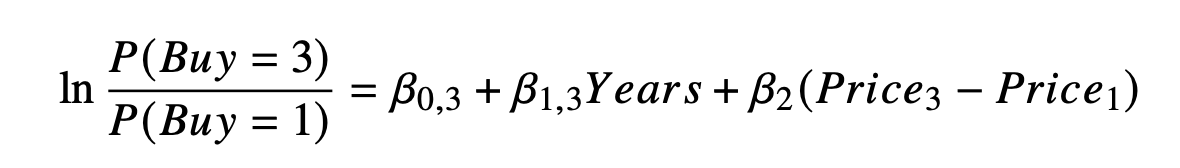 ln P(Buy = 3) / P(Buy = 1) = β₀,₃ + β₁,₃Years + β₂(Price₃ − Price₁)